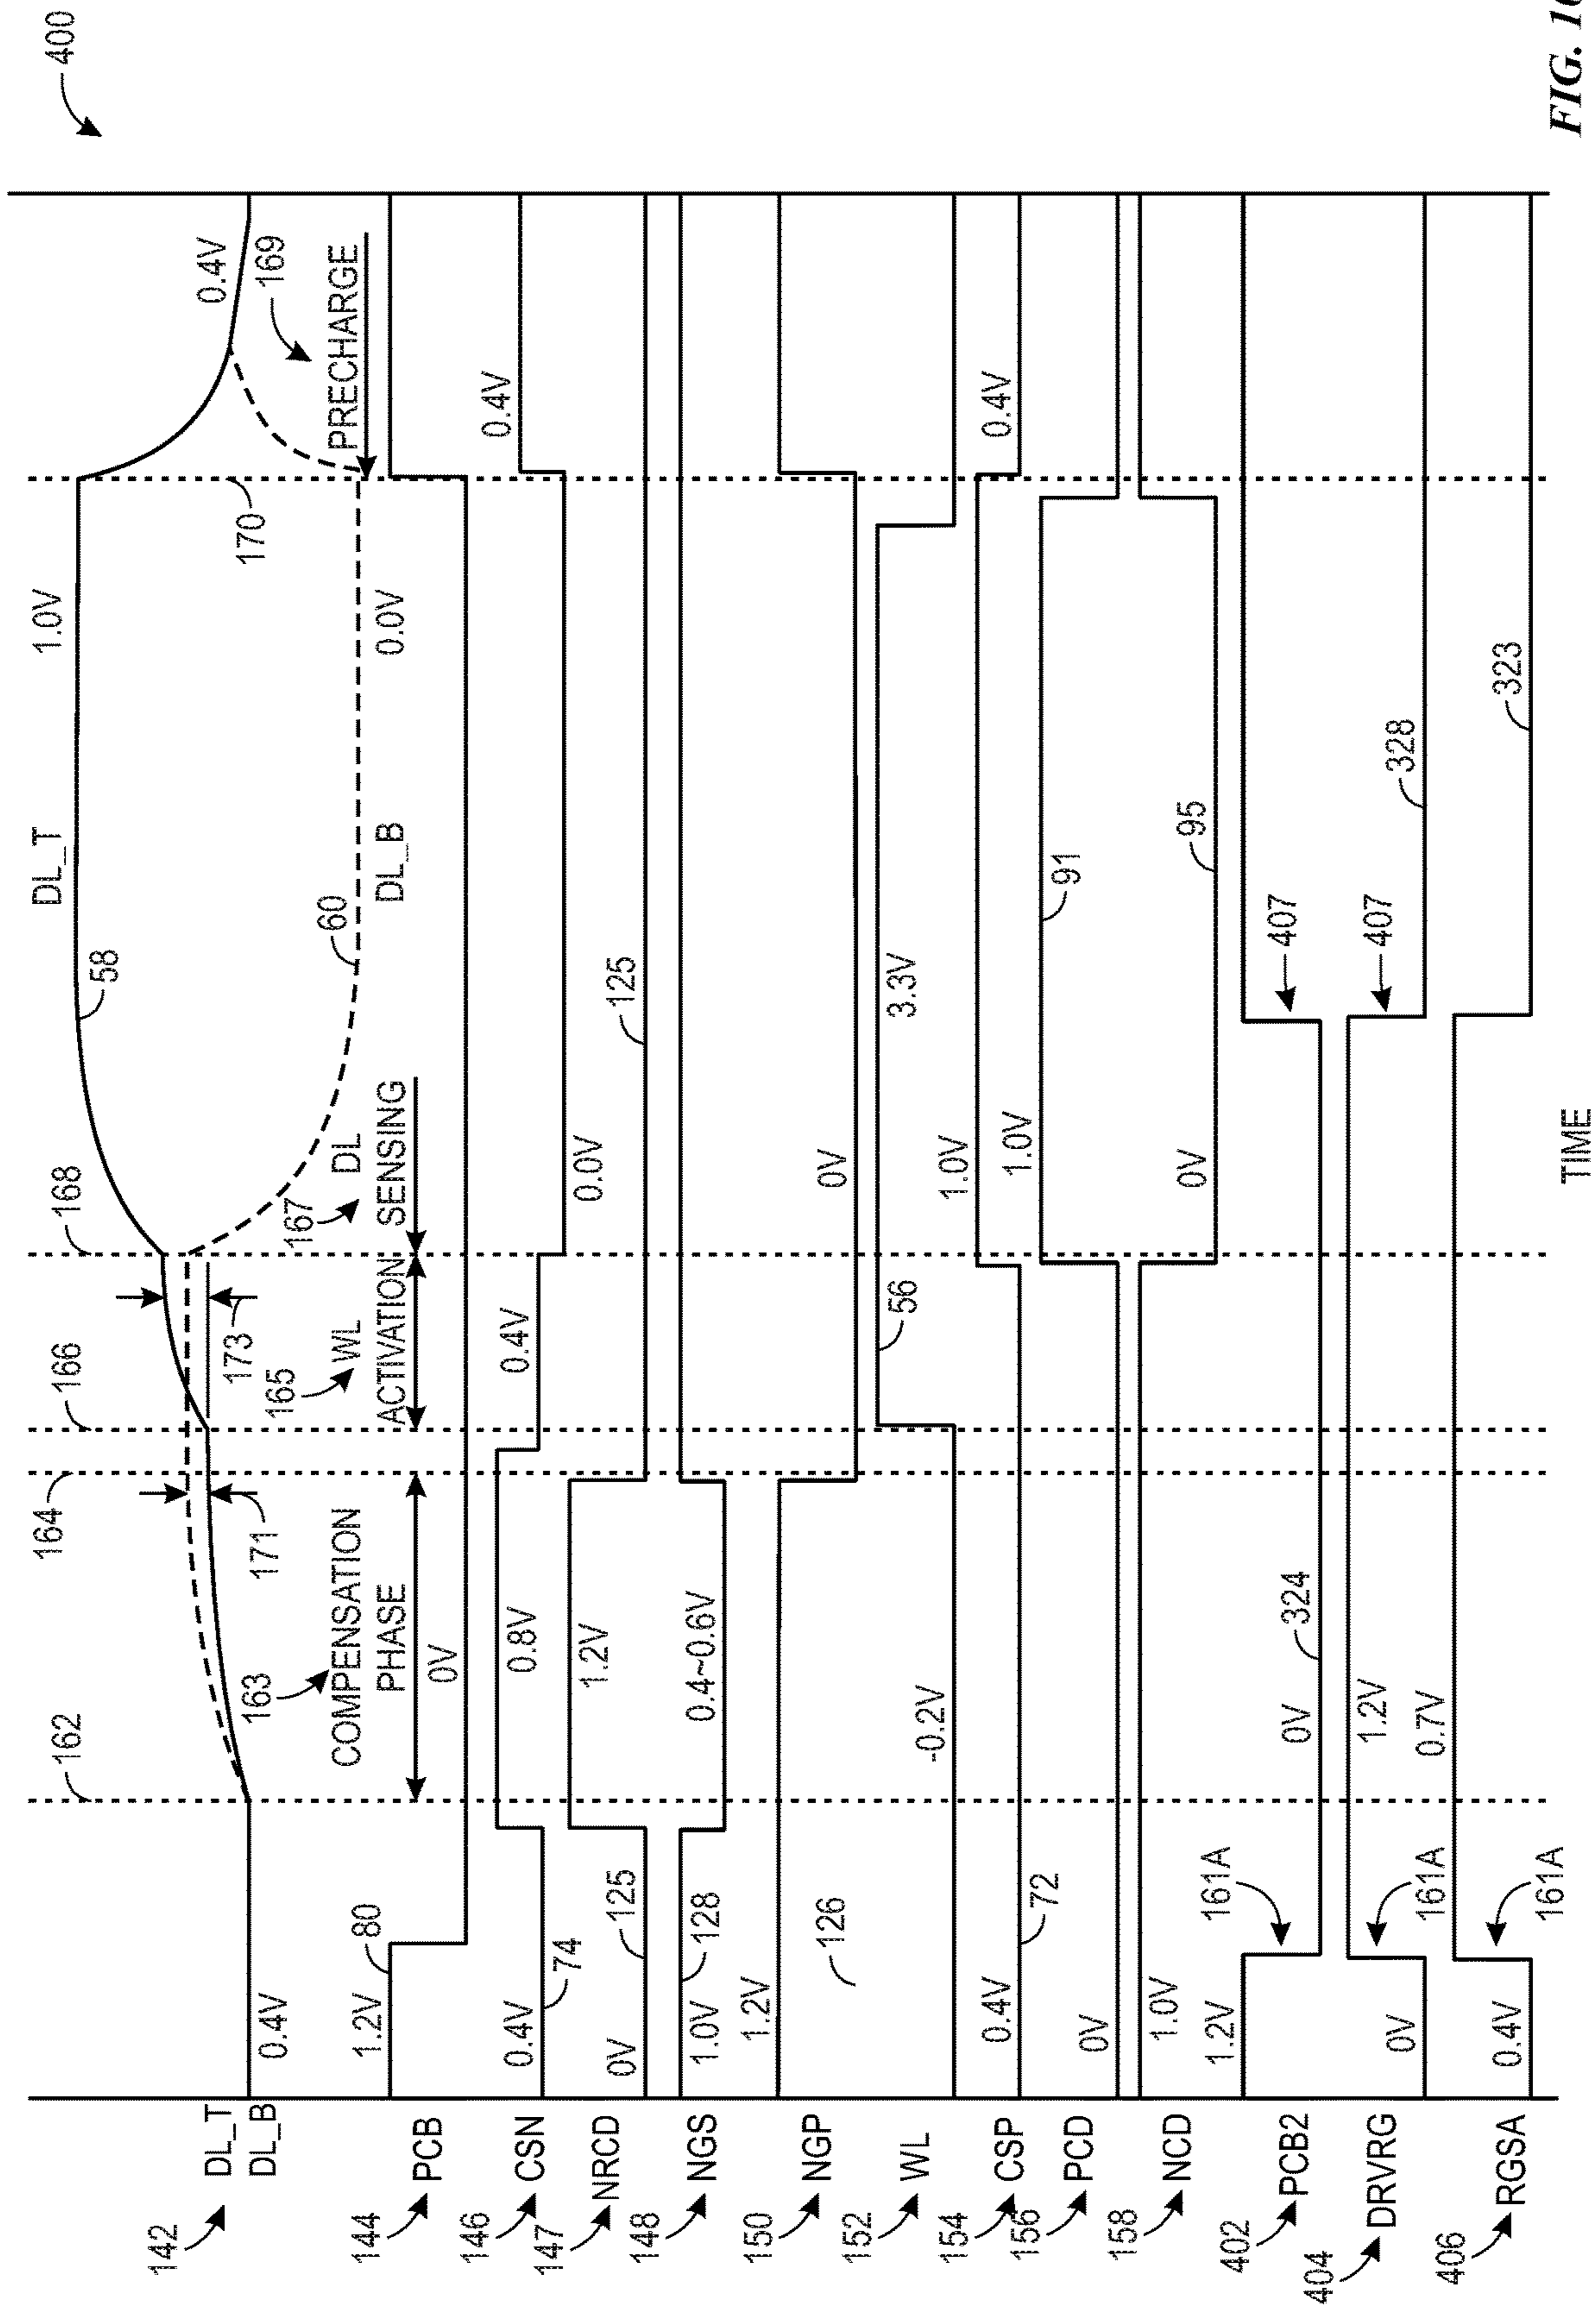 400
DL_T
DL_B
0.4V
162
163
COMPENSATION
PHASE
164
171
166
173
165
WL
ACTIVATION
168
167
DL
SENSING
58
DL_T
1.0V
60
DL_B
0.0V
170
0.4V
169
PRECHARGE
142
144
PCB
1.2V
80
0V
146
CSN
0.4V
74
0.8V
0.4V
0.0V
0.4V
147
NRCD
0V
125
1.2V
125
148
NGS
1.0V
128
0.4~0.6V
150
NGP
1.2V
126
0V
152
WL
-0.2V
56
3.3V
154
CSP
0.4V
72
1.0V
0.4V
156
PCD
0V
1.0V
91
158
NCD
1.0V
0V
95
402
PCB2
1.2V
161A
0V
324
407
404
DRVRG
0V
161A
1.2V
407
328
406
RGSA
0.4V
161A
0.7V
323
TIME
FIG.